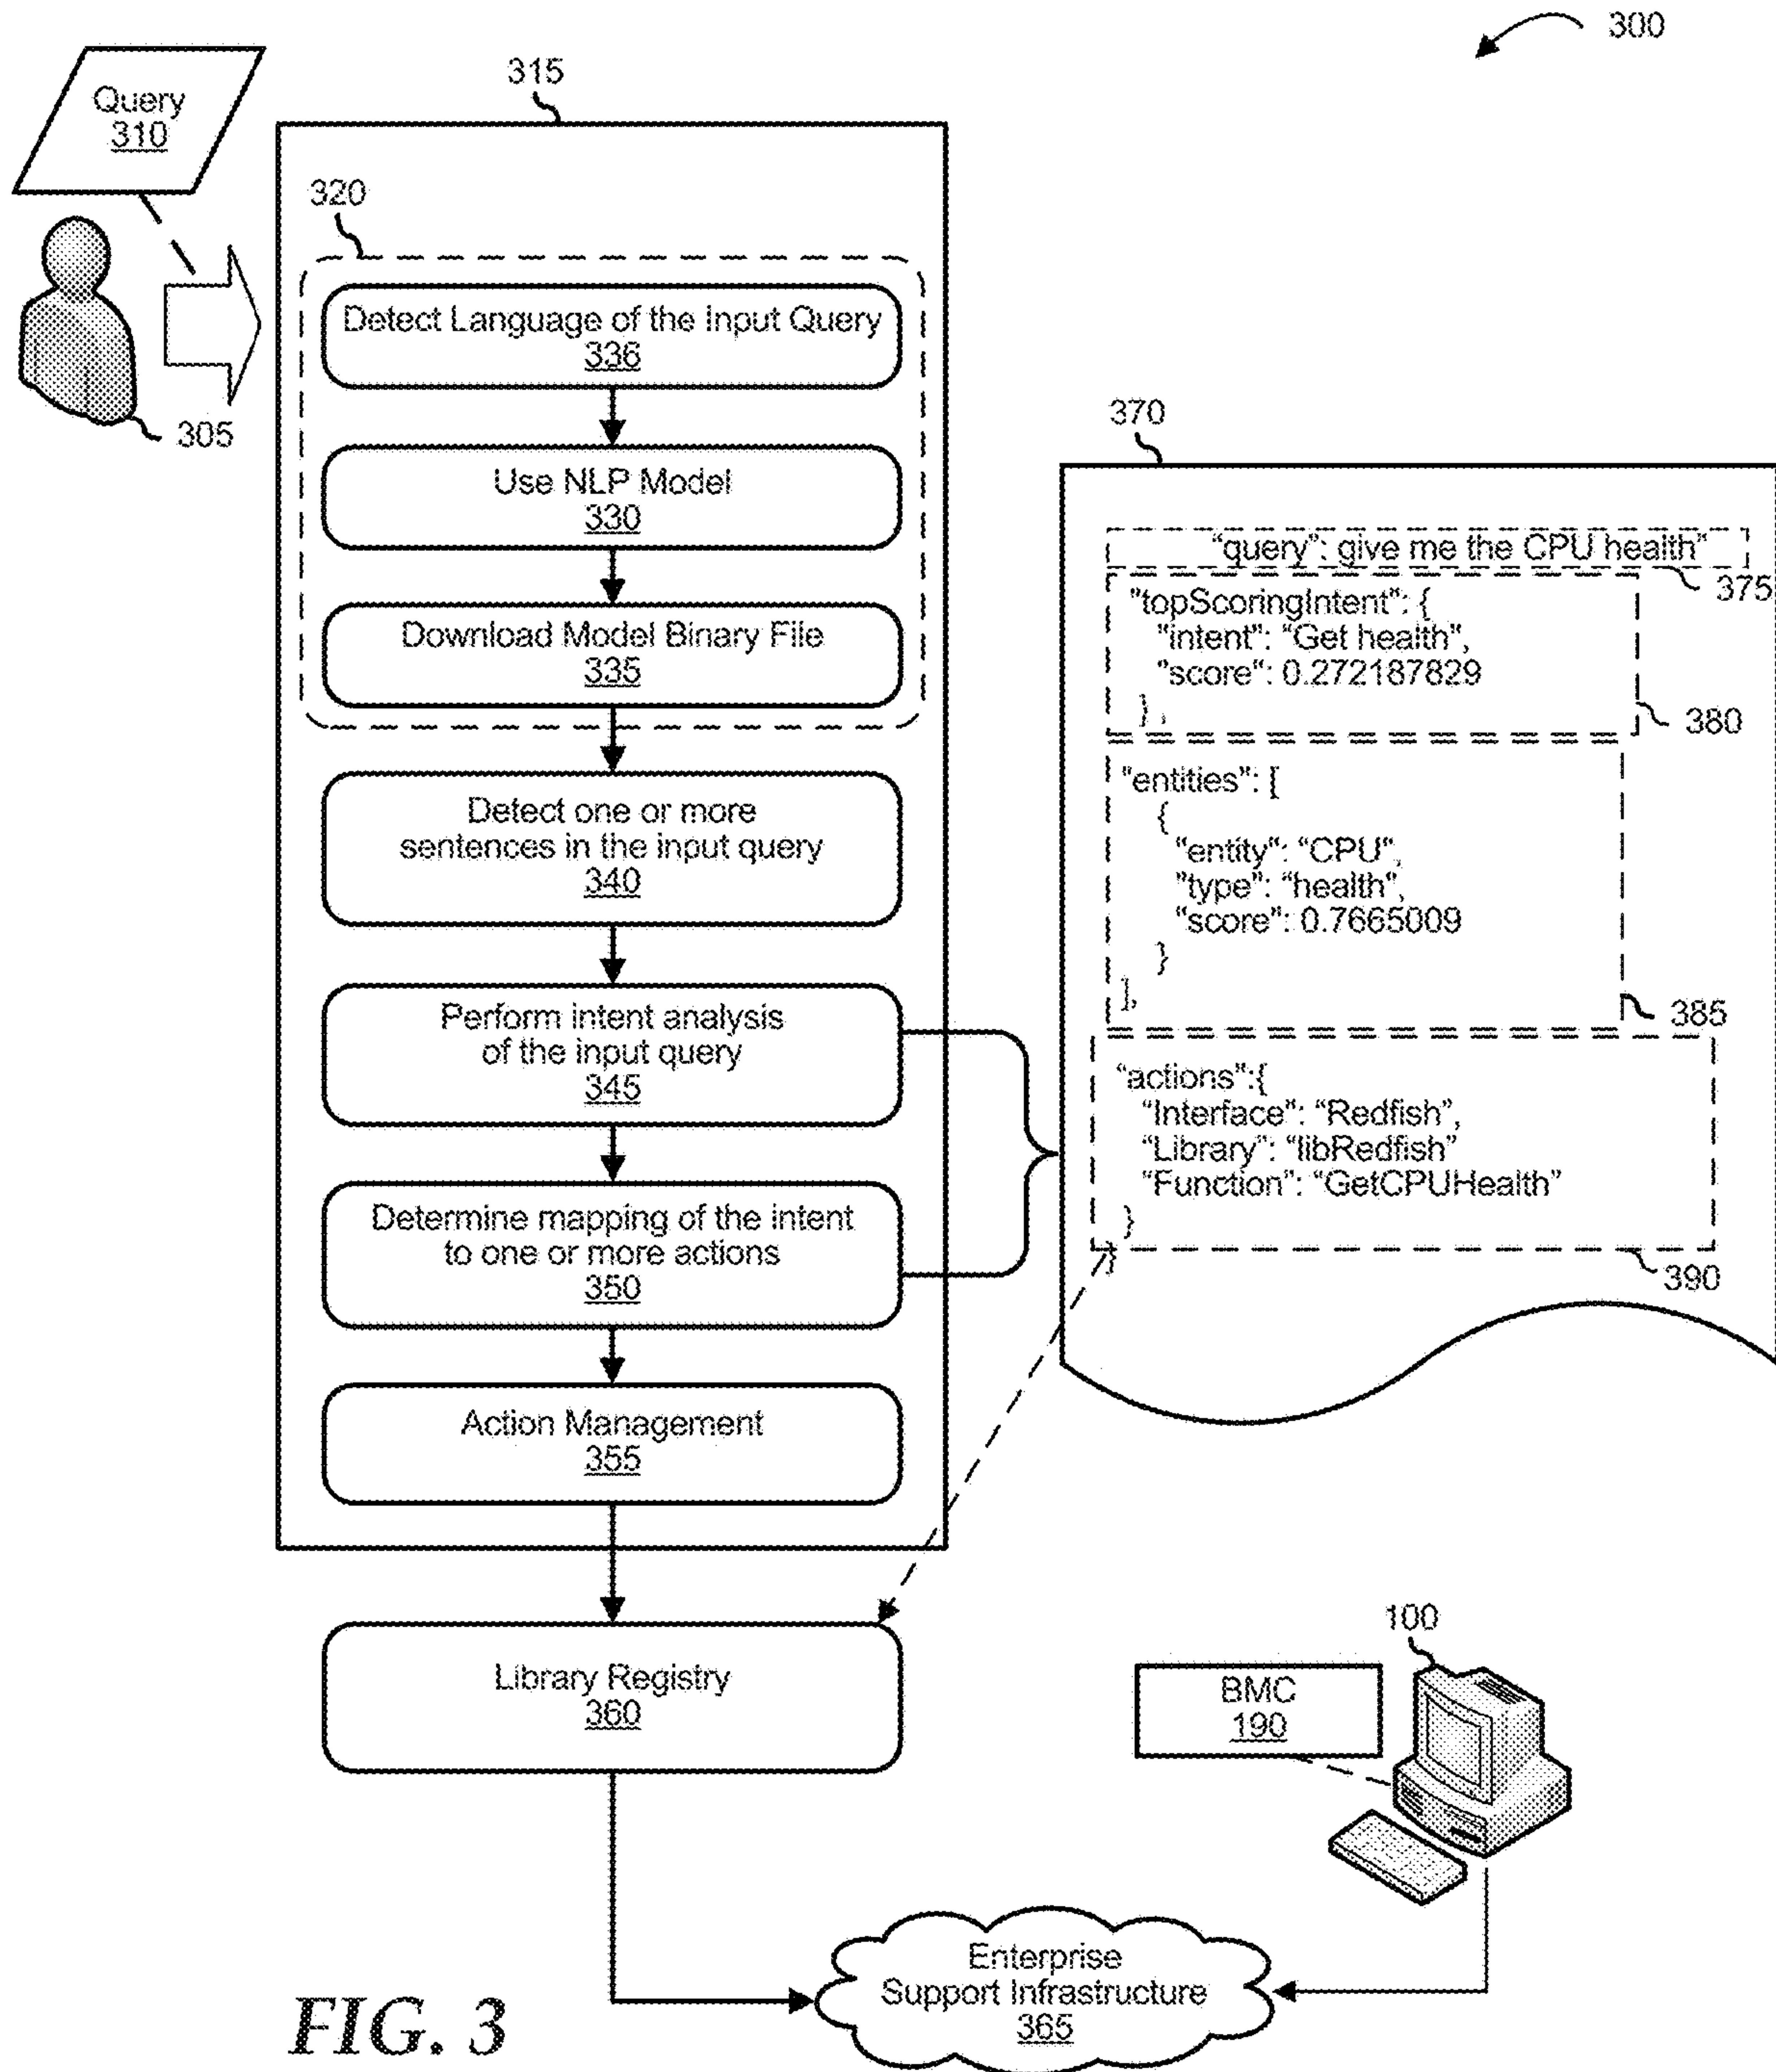 300
Query
310
315
320
Detect Language of the Input Query
336
305
Use NLP Model
330
Download Model Binary File
335
Detect one or more
sentences in the input query
340
Perform intent analysis
of the input query
345
Determine mapping of the intent
to one or more actions
350
Action Management
355
Library Registry
360
370
"query": give me the CPU health"
375
"topScoringIntent": {
"intent": "Get health",
"score": 0.272187829
},
380
"entities": [
{
"entity": "CPU",
"type": "health",
"score": 0.7665009
}
],
385
"actions":{
"Interface": "Redfish",
"Library": "libRedfish"
"Function": "GetCPUHealth"
}
}
390
100
BMC
190
Enterprise
Support Infrastructure
365
FIG. 3